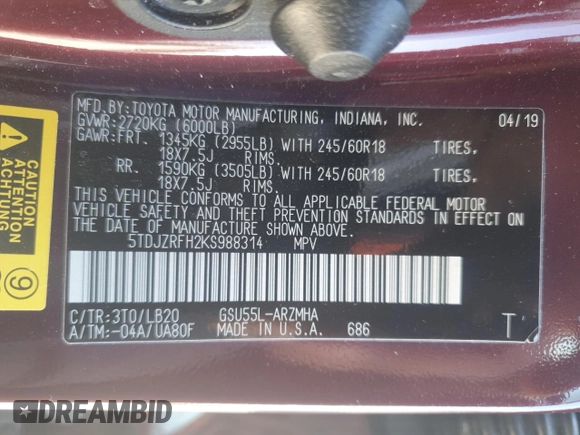 MFD. BY: TOYOTA MOTOR MANUFACTURING, INDIANA, INC. 04/19
GVWR: 2720KG (6000LB)
GAWR: FRT. 1345KG (2955LB) WITH 245/60R18 TIRES,
18X7.5J RIMS.
RR. 1590KG (3505LB) WITH 245/60R18 TIRES,
18X7.5J RIMS.
THIS VEHICLE CONFORMS TO ALL APPLICABLE FEDERAL MOTOR
VEHICLE SAFETY AND THEFT PREVENTION STANDARDS IN EFFECT ON
THE DATE OF MANUFACTURE SHOWN ABOVE.
5TDJZRFH2KS988314 MPV
C/TR: 3T0/LB20 GSU55L-ARZMHA
A/TM: -04A/UA80F MADE IN U.S.A. 686 T
CAUTION
ATTENTION
ACHTUNG
9
DREAMBID